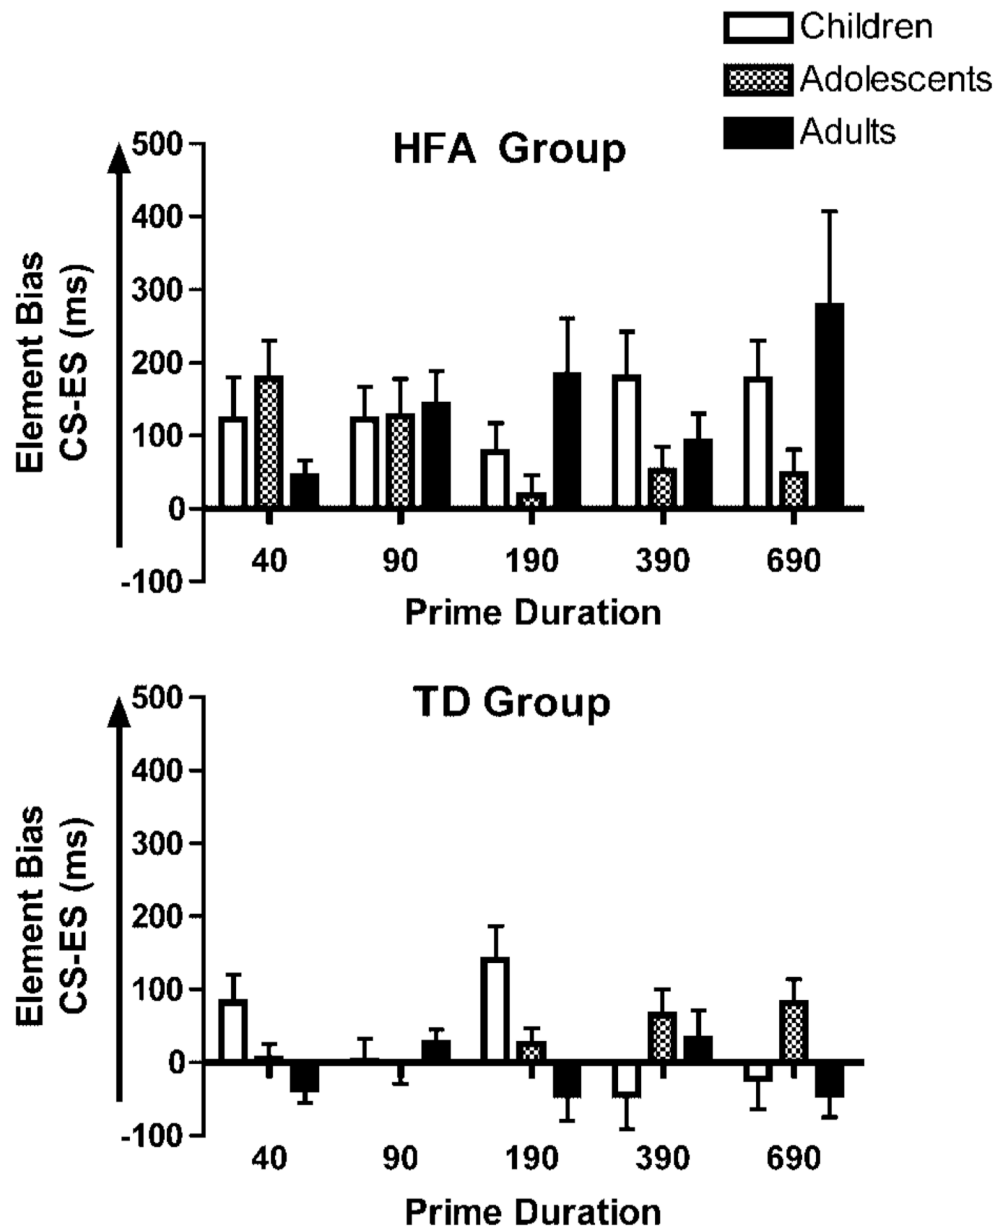 Children
Adolescents
Adults
HFA Group
Element Bias
CS-ES (ms)
500
400
300
200
100
0
-100
40 90 190 390 690
Prime Duration
TD Group
Element Bias
CS-ES (ms)
500
400
300
200
100
0
-100
40 90 190 390 690
Prime Duration